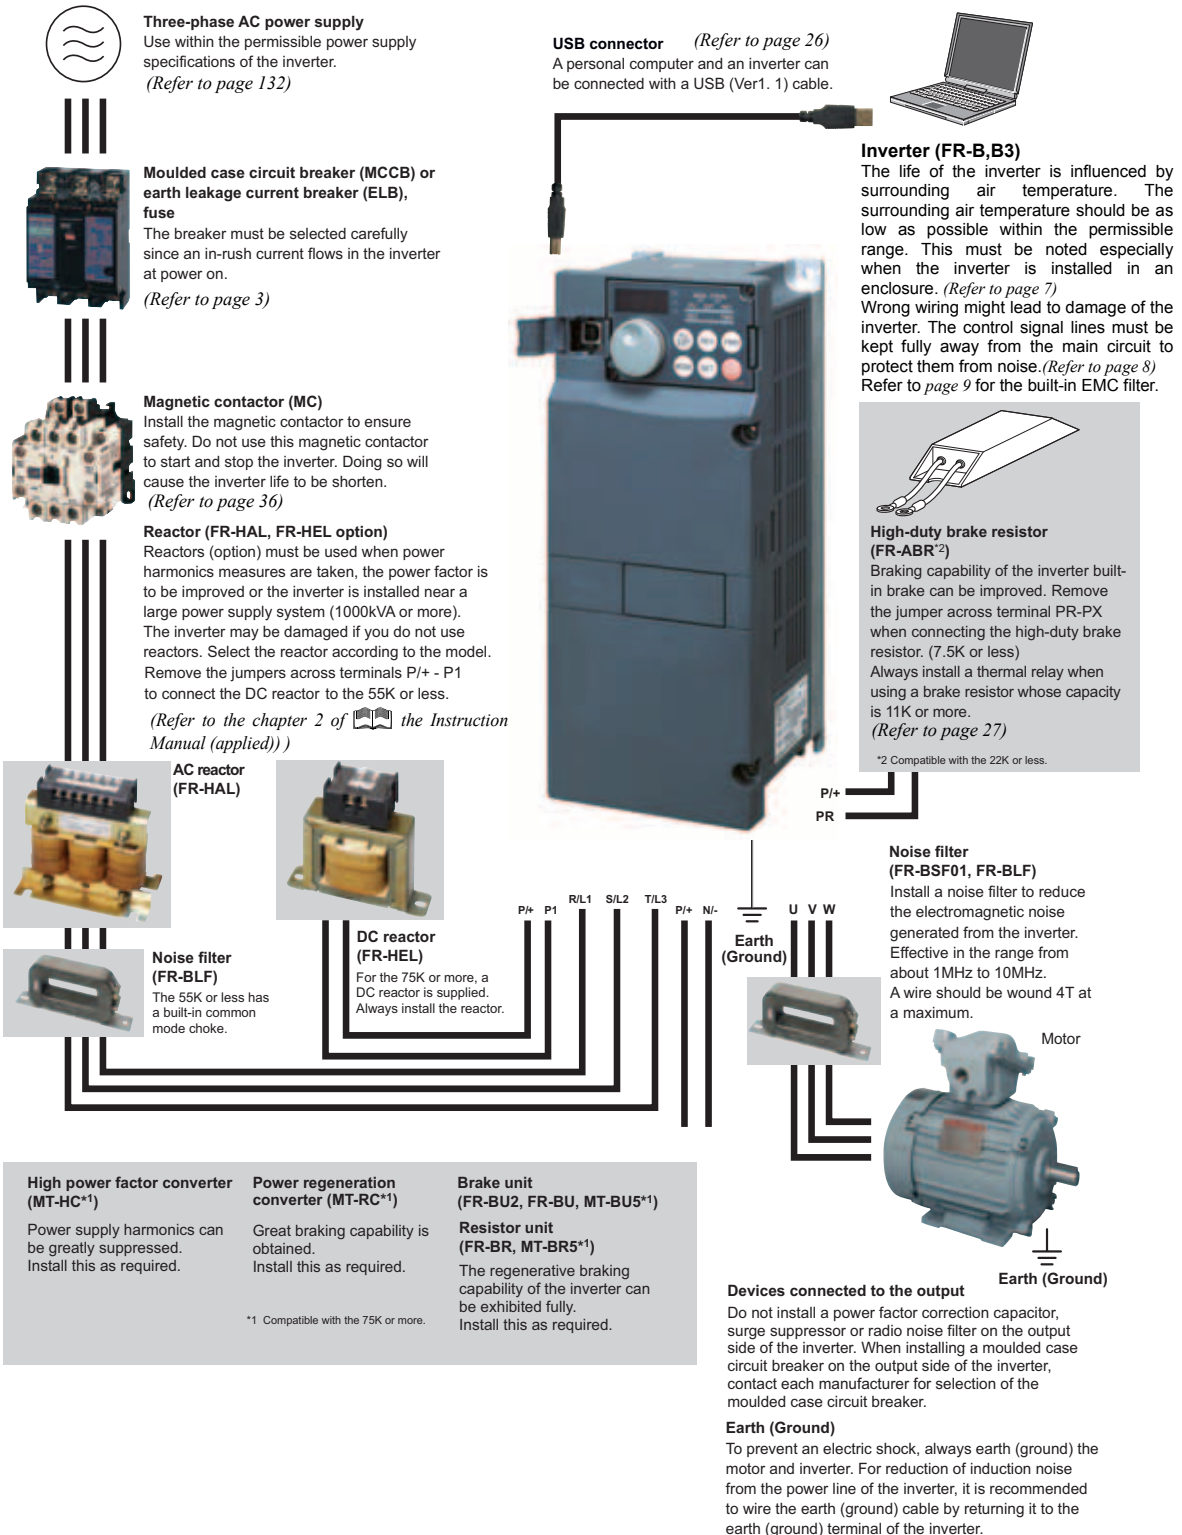 Three-phase AC power supply
Use within the permissible power supply
specifications of the inverter.
(Refer to page 132)
USB connector (Refer to page 26)
A personal computer and an inverter can
be connected with a USB (Ver1. 1) cable.
Moulded case circuit breaker (MCCB) or
earth leakage current breaker (ELB),
fuse
The breaker must be selected carefully
since an in-rush current flows in the inverter
at power on.
(Refer to page 3)
Inverter (FR-B,B3)
The life of the inverter is influenced by
surrounding air temperature. The
surrounding air temperature should be as
low as possible within the permissible
range. This must be noted especially
when the inverter is installed in an
enclosure. (Refer to page 7)
Wrong wiring might lead to damage of the
inverter. The control signal lines must be
kept fully away from the main circuit to
protect them from noise.(Refer to page 8)
Refer to page 9 for the built-in EMC filter.
Magnetic contactor (MC)
Install the magnetic contactor to ensure
safety. Do not use this magnetic contactor
to start and stop the inverter. Doing so will
cause the inverter life to be shorten.
(Refer to page 36)
Reactor (FR-HAL, FR-HEL option)
Reactors (option) must be used when power
harmonics measures are taken, the power factor is
to be improved or the inverter is installed near a
large power supply system (1000kVA or more).
The inverter may be damaged if you do not use
reactors. Select the reactor according to the model.
Remove the jumpers across terminals P/+ - P1
to connect the DC reactor to the 55K or less.
(Refer to the chapter 2 of the Instruction
Manual (applied)) )
High-duty brake resistor
(FR-ABR*2)
Braking capability of the inverter built-
in brake can be improved. Remove
the jumper across terminal PR-PX
when connecting the high-duty brake
resistor. (7.5K or less)
Always install a thermal relay when
using a brake resistor whose capacity
is 11K or more.
(Refer to page 27)
*2 Compatible with the 22K or less.
P/+
PR
AC reactor
(FR-HAL)
Noise filter
(FR-BLF)
The 55K or less has
a built-in common
mode choke.
DC reactor
(FR-HEL)
For the 75K or more, a
DC reactor is supplied.
Always install the reactor.
P/+ P1 R/L1 S/L2 T/L3 P/+ N/-
Earth
(Ground)
U V W
Noise filter
(FR-BSF01, FR-BLF)
Install a noise filter to reduce
the electromagnetic noise
generated from the inverter.
Effective in the range from
about 1MHz to 10MHz.
A wire should be wound 4T at
a maximum.
Motor
Earth (Ground)
High power factor converter
(MT-HC*1)
Power supply harmonics can
be greatly suppressed.
Install this as required.
Power regeneration
converter (MT-RC*1)
Great braking capability is
obtained.
Install this as required.
*1 Compatible with the 75K or more.
Brake unit
(FR-BU2, FR-BU, MT-BU5*1)
Resistor unit
(FR-BR, MT-BR5*1)
The regenerative braking
capability of the inverter can
be exhibited fully.
Install this as required.
Devices connected to the output
Do not install a power factor correction capacitor,
surge suppressor or radio noise filter on the output
side of the inverter. When installing a moulded case
circuit breaker on the output side of the inverter,
contact each manufacturer for selection of the
moulded case circuit breaker.
Earth (Ground)
To prevent an electric shock, always earth (ground) the
motor and inverter. For reduction of induction noise
from the power line of the inverter, it is recommended
to wire the earth (ground) cable by returning it to the
earth (ground) terminal of the inverter.